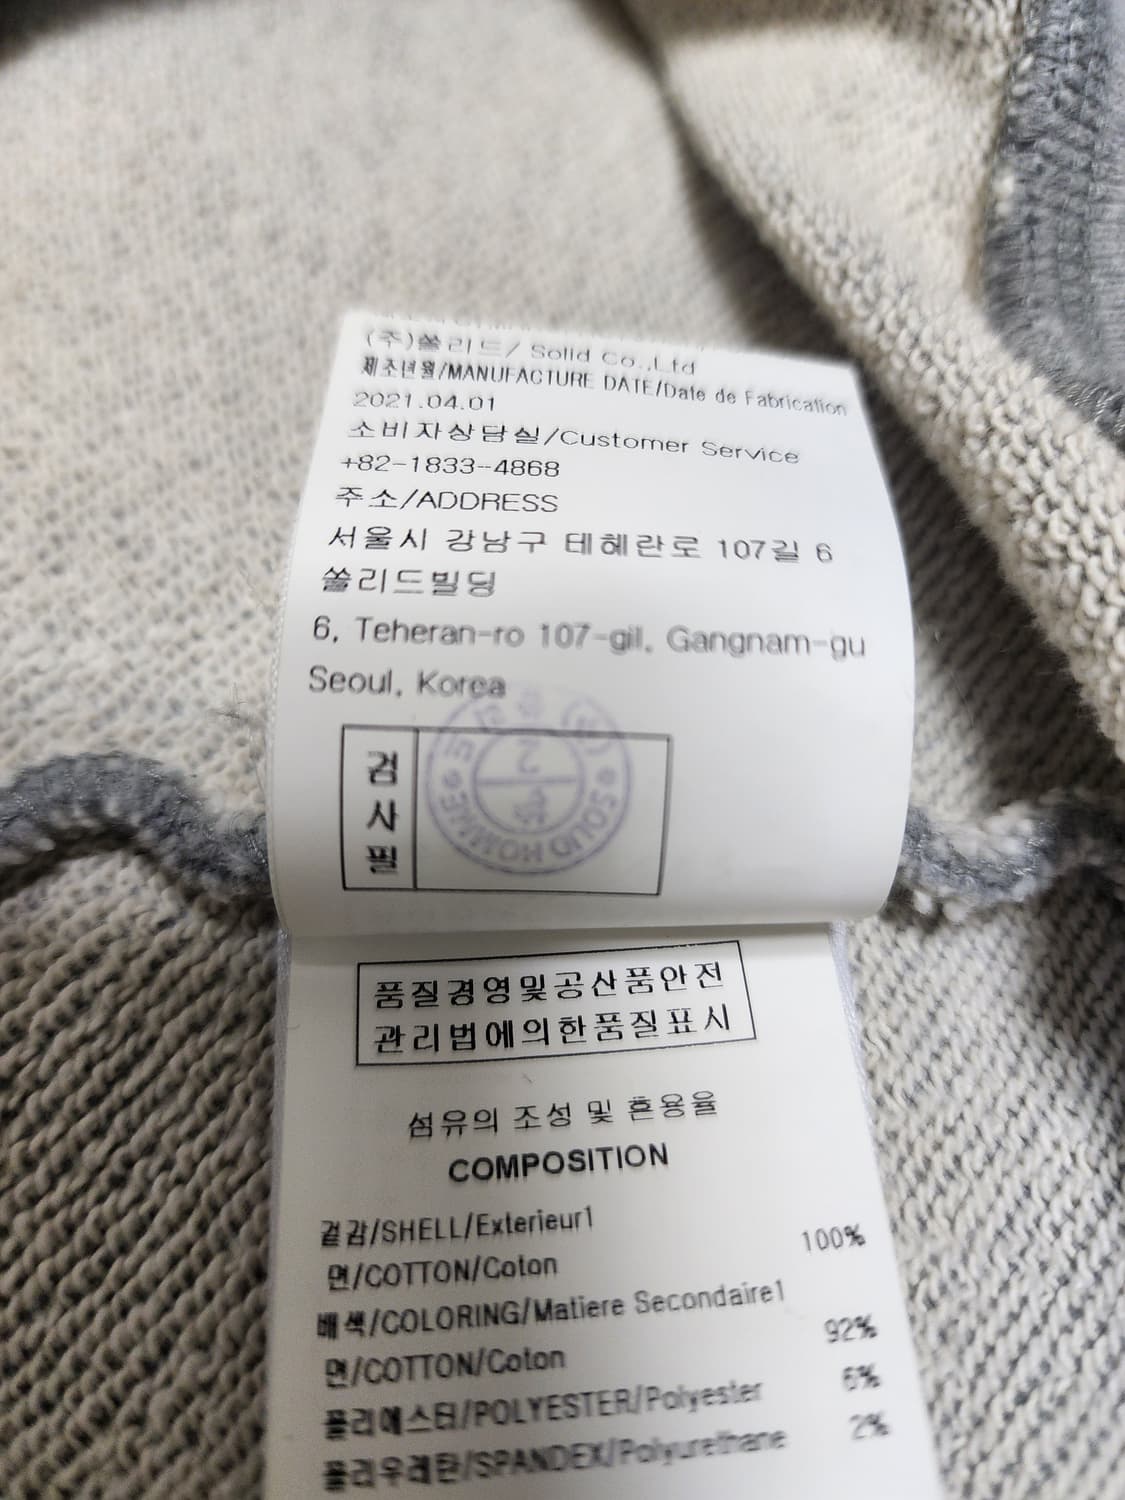 (주)쏠리드/ Solid Co.,Ltd
제조년월/MANUFACTURE DATE/Date de Fabrication
2021.04.01
소비자상담실/Customer Service
+82-1833-4868
주소/ADDRESS
서울시 강남구 테헤란로 107길 6
쏠리드빌딩
6, Teheran-ro 107-gil, Gangnam-gu
Seoul, Korea
검
사
필
SOLID HOMME
품질경영및공산품안전
관리법에의한품질표시
섬유의 조성 및 혼용율
COMPOSITION
겉감/SHELL/Exterieur1
면/COTTON/Coton 100%
배색/COLORING/Matiere Secondaire1
면/COTTON/Coton 92%
폴리에스터/POLYESTER/Polyester 6%
폴리우레탄/SPANDEX/Polyurethane 2%